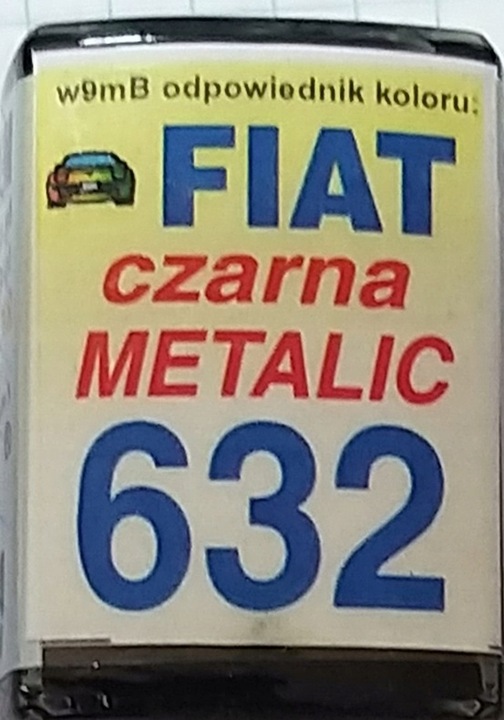 w9mB odpowiednik koloru:
FIAT
czarna
METALIC
632